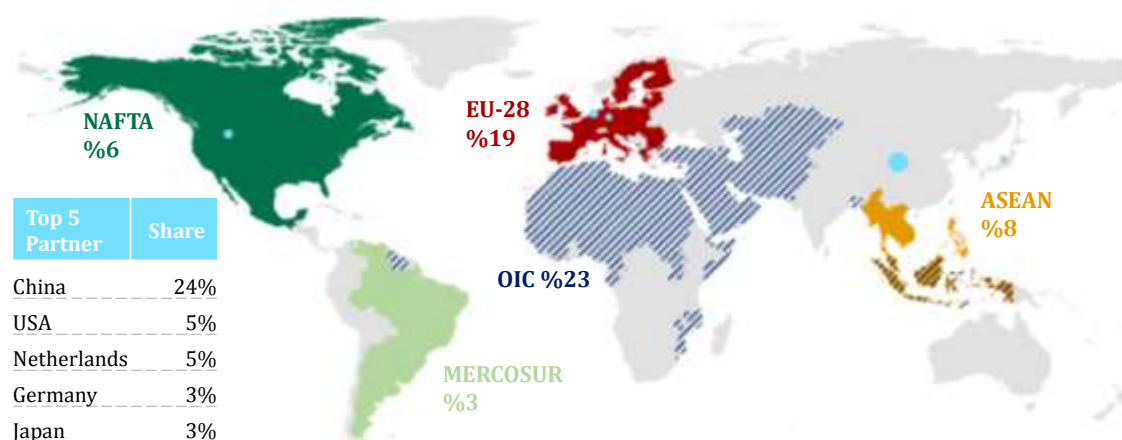 NAFTA
%6
EU-28
%19
ASEAN
%8
OIC %23
MERCOSUR
%3
Top 5
Partner Share
China 24%
USA 5%
Netherlands 5%
Germany 3%
Japan 3%